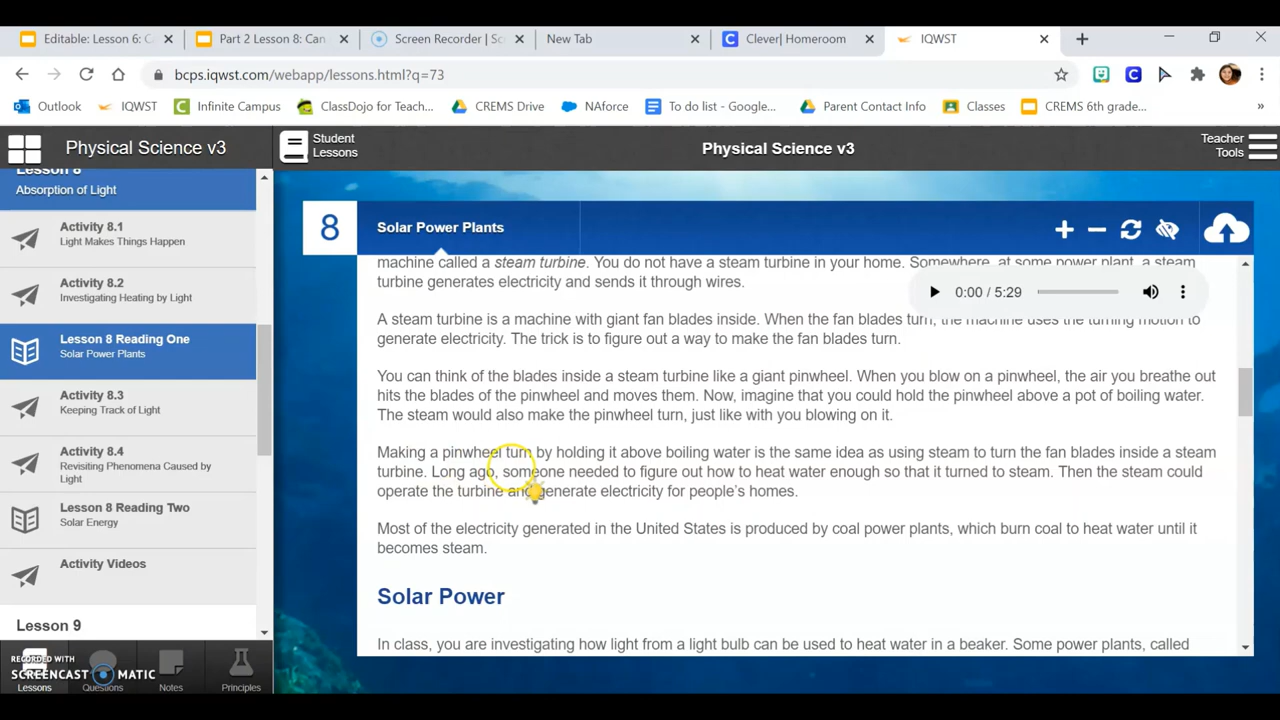 Editable: Lesson 6: C
Part 2 Lesson 8: Can
Screen Recorder | Sc
New Tab
Clever| Homeroom
IQWST
bcps.iqwst.com/webapp/lessons.html?q=73
Outlook
IQWST
Infinite Campus
ClassDojo for Teach...
CREMS Drive
NAforce
To do list - Google...
Parent Contact Info
Classes
CREMS 6th grade...
Physical Science v3
Student
Lessons
Physical Science v3
Teacher
Tools
Lesson 8
Absorption of Light
Activity 8.1
Light Makes Things Happen
Activity 8.2
Investigating Heating by Light
Lesson 8 Reading One
Solar Power Plants
Activity 8.3
Keeping Track of Light
Activity 8.4
Revisiting Phenomena Caused by
Light
Lesson 8 Reading Two
Solar Energy
Activity Videos
Lesson 9
RECORDED WITH
SCREENCAST MATIC
Lessons
Questions
Notes
Principles
8
Solar Power Plants
machine called a steam turbine. You do not have a steam turbine in your home. Somewhere, at some power plant, a steam
turbine generates electricity and sends it through wires.
0:00 / 5:29
A steam turbine is a machine with giant fan blades inside. When the fan blades turn, the machine uses the turning motion to
generate electricity. The trick is to figure out a way to make the fan blades turn.
You can think of the blades inside a steam turbine like a giant pinwheel. When you blow on a pinwheel, the air you breathe out
hits the blades of the pinwheel and moves them. Now, imagine that you could hold the pinwheel above a pot of boiling water.
The steam would also make the pinwheel turn, just like with you blowing on it.
Making a pinwheel turn by holding it above boiling water is the same idea as using steam to turn the fan blades inside a steam
turbine. Long ago, someone needed to figure out how to heat water enough so that it turned to steam. Then the steam could
operate the turbine and generate electricity for people's homes.
Most of the electricity generated in the United States is produced by coal power plants, which burn coal to heat water until it
becomes steam.
Solar Power
In class, you are investigating how light from a light bulb can be used to heat water in a beaker. Some power plants, called